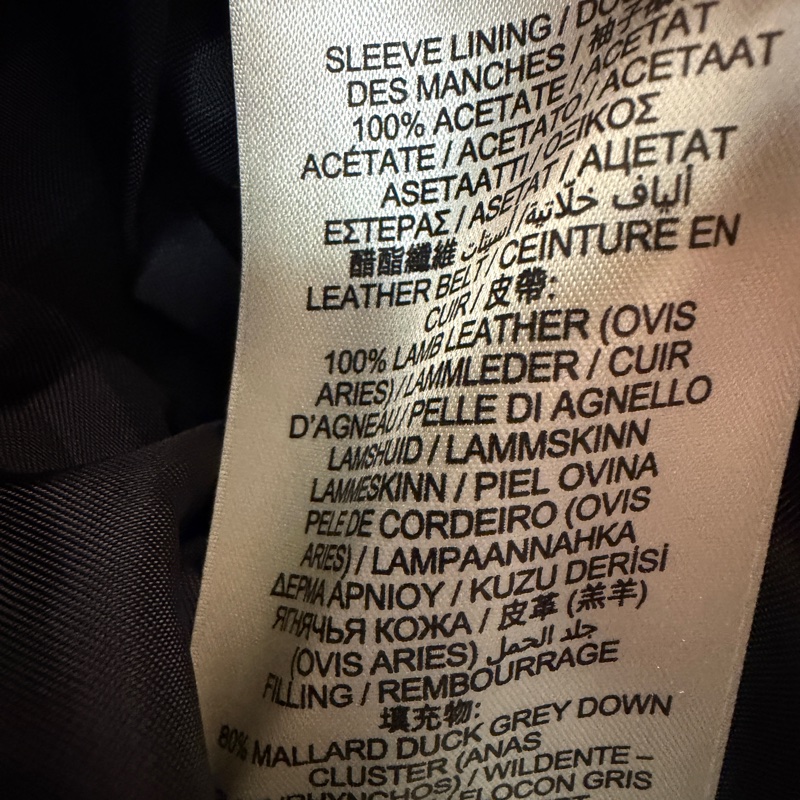 SLEEVE LINING /
DES MANCHES /
100% ACETATE / ACETAT
ACÉTATE / ACETATO / ACETAAT
ASETAATTI / ΟΞΙΚΟΣ
ΕΣΤΕΡΑΣ / ASETAT / АЦЕТАТ
醋酯纖維 / أسيتات ألياف خلّاتية
LEATHER BELT / CEINTURE EN
CUIR / 皮帶:
100% LAMB LEATHER (OVIS
ARIES) / LAMMLEDER / CUIR
D'AGNEAU / PELLE DI AGNELLO
LAMSHUID / LAMMSKINN
LAMMESKINN / PIEL OVINA
PELE DE CORDEIRO (OVIS
ARIES) / LAMPAANNAHKA
ΔΕΡΜΑ ΑΡΝΙΟΥ / KUZU DERİSİ
ЯГНЯЧЬЯ КОЖА / 皮革 (羔羊)
(OVIS ARIES) جلد الحمل
FILLING / REMBOURRAGE
填充物:
80% MALLARD DUCK GREY DOWN
CLUSTER (ANAS
WILDENTE –
FLOCON GRIS